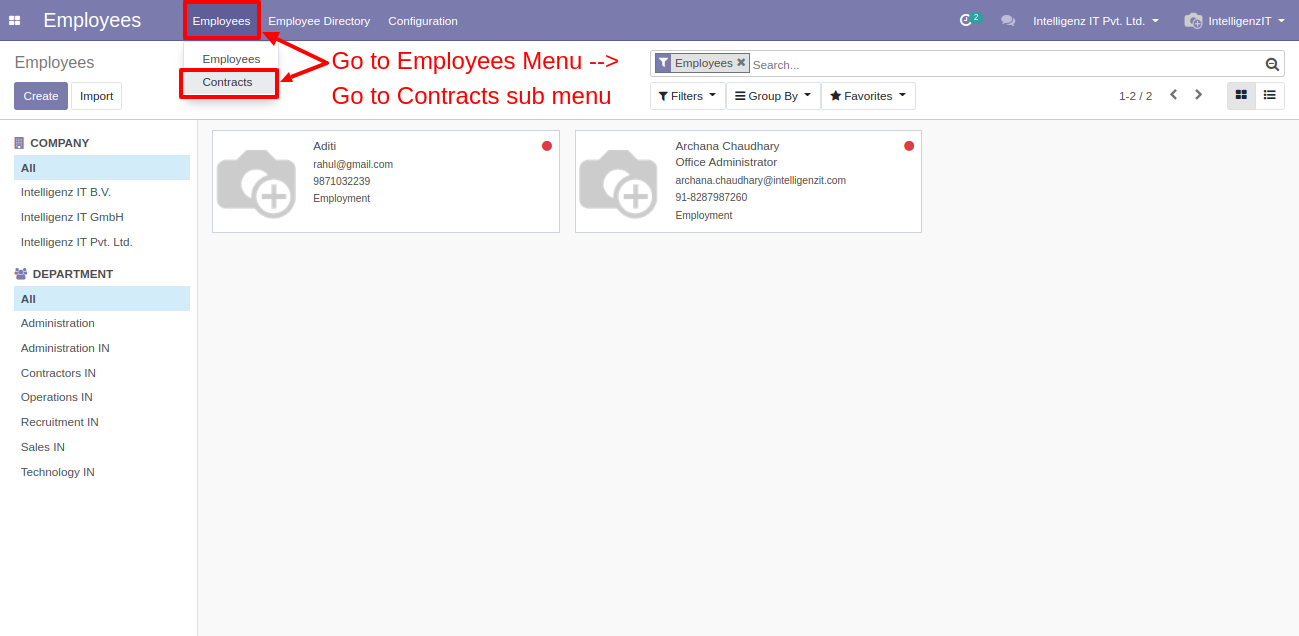 Employees Employees Employee Directory Configuration 2 Intelligenz IT Pvt. Ltd. IntelligenzIT
Employees
Contracts
Go to Employees Menu -->
Go to Contracts sub menu
Employees
Employees Search...
Create Import
Filters Group By Favorites 1-2 / 2
COMPANY
All
Intelligenz IT B.V.
Intelligenz IT GmbH
Intelligenz IT Pvt. Ltd.
DEPARTMENT
All
Administration
Administration IN
Contractors IN
Operations IN
Recruitment IN
Sales IN
Technology IN
Aditi
rahul@gmail.com
9871032239
Employment
Archana Chaudhary
Office Administrator
archana.chaudhary@intelligenzit.com
91-8287987260
Employment